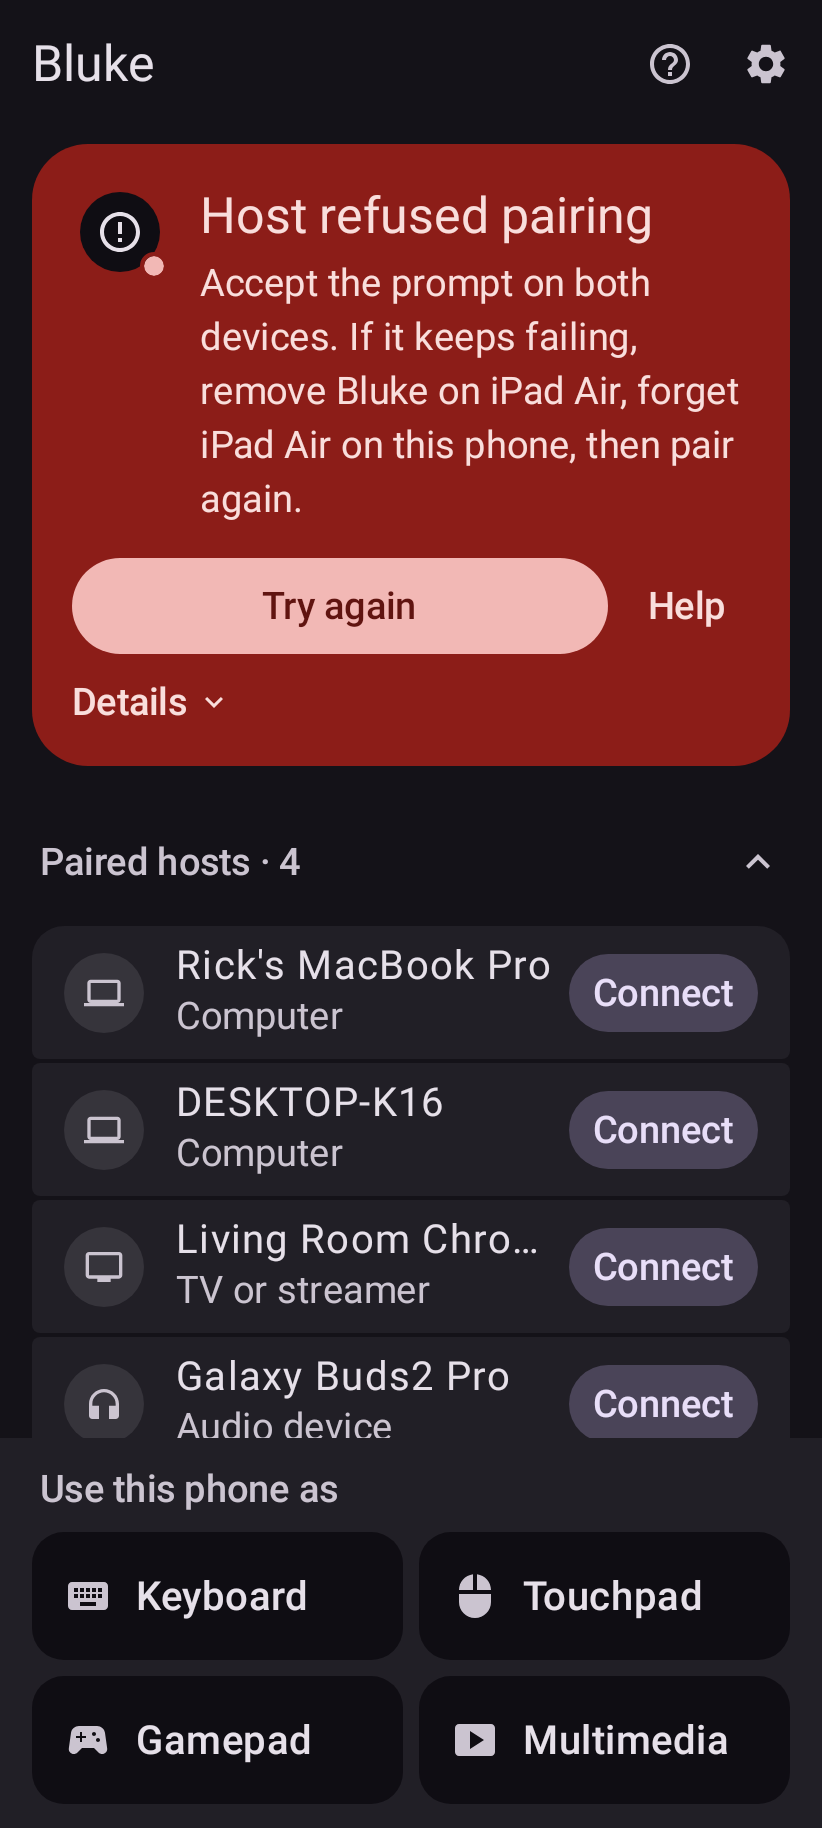 Bluke
Host refused pairing
Accept the prompt on both
devices. If it keeps failing,
remove Bluke on iPad Air, forget
iPad Air on this phone, then pair
again.
Try again
Help
Details
Paired hosts · 4
Rick's MacBook Pro
Computer
Connect
DESKTOP-K16
Computer
Connect
Living Room Chro...
TV or streamer
Connect
Galaxy Buds2 Pro
Audio device
Connect
Use this phone as
Keyboard
Touchpad
Gamepad
Multimedia